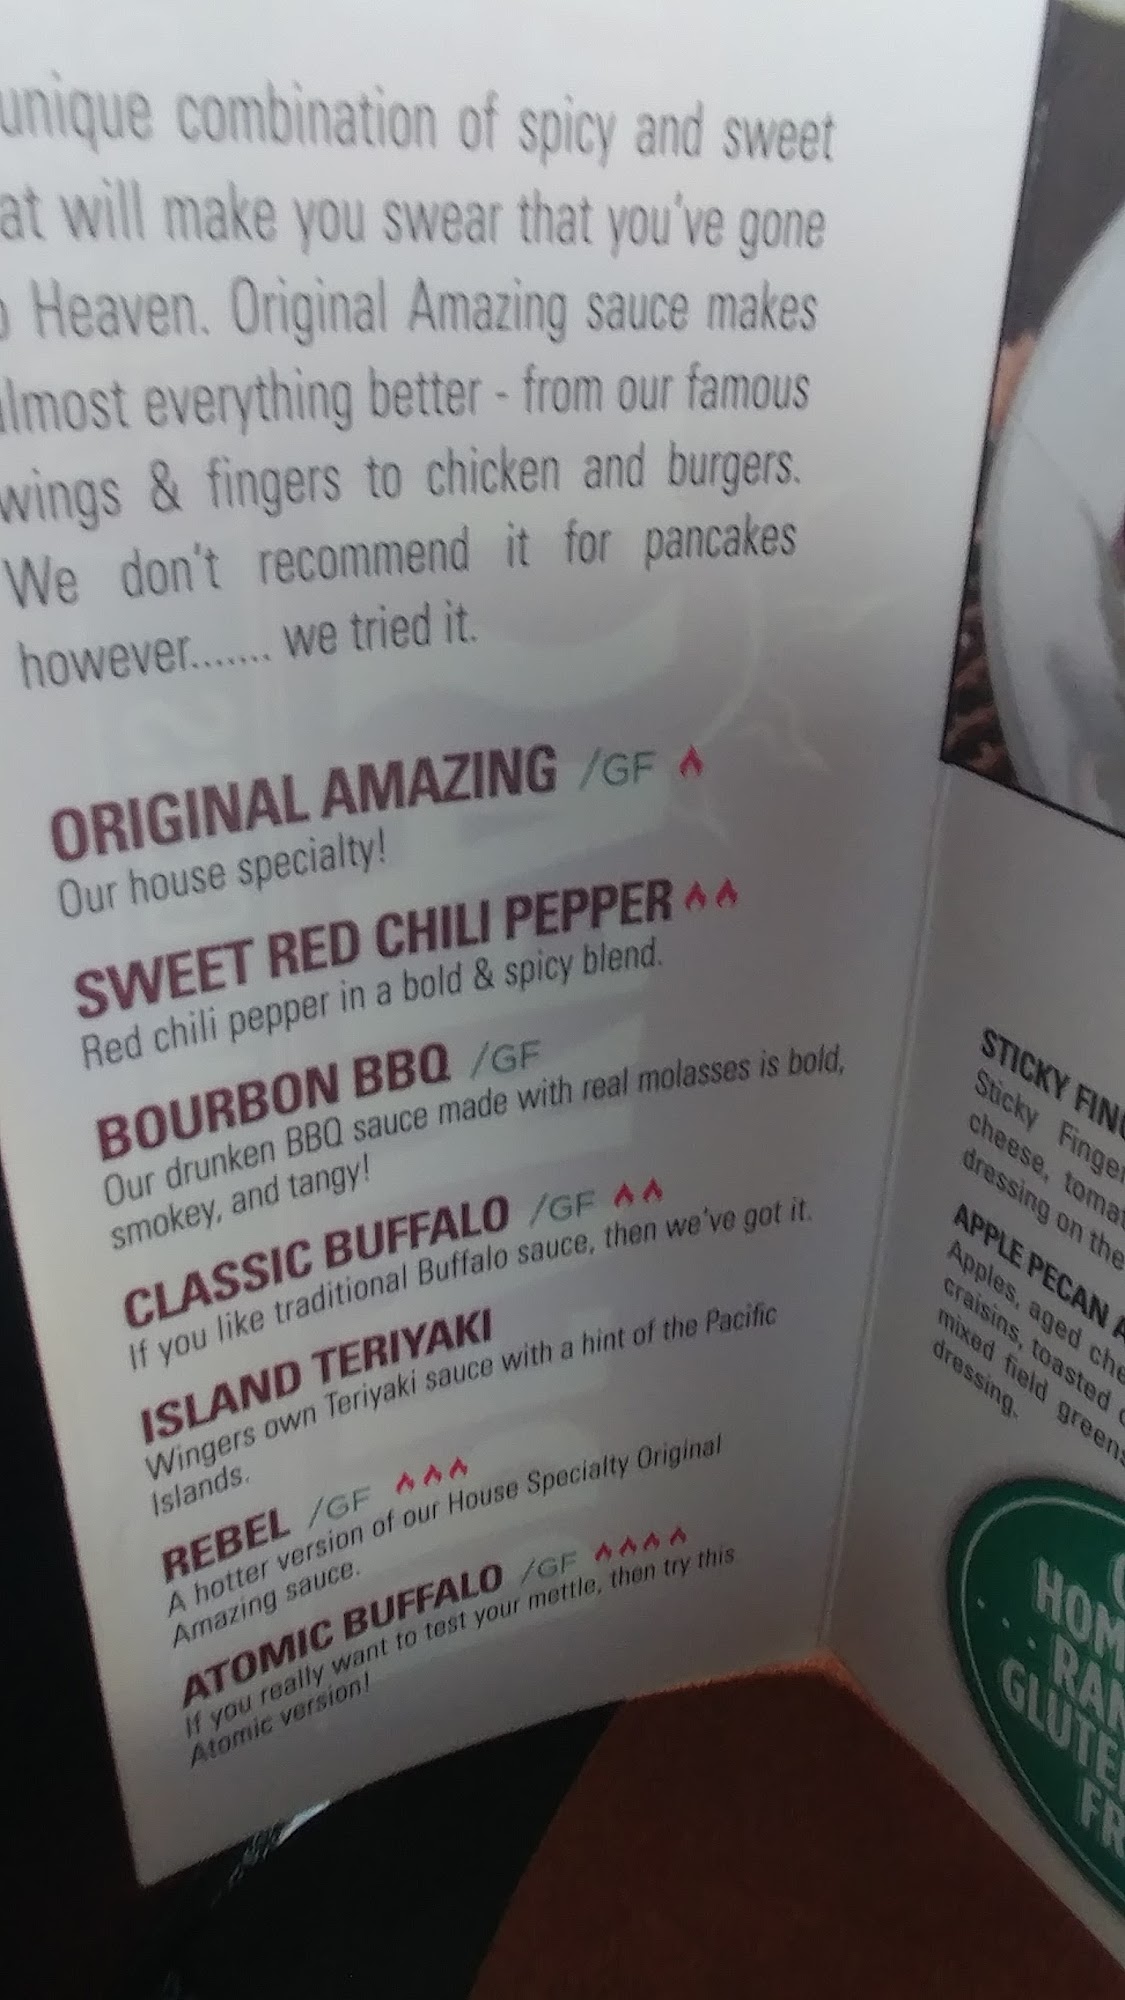 unique combination of spicy and sweet
at will make you swear that you've gone
Heaven. Original Amazing sauce makes
lmost everything better - from our famous
wings & fingers to chicken and burgers.
We don't recommend it for pancakes
however....... we tried it.
ORIGINAL AMAZING /GF
Our house specialty!
SWEET RED CHILI PEPPER
Red chili pepper in a bold & spicy blend.
BOURBON BBQ /GF
Our drunken BBQ sauce made with real molasses is bold,
smokey, and tangy!
CLASSIC BUFFALO /GF
If you like traditional Buffalo sauce, then we've got it.
ISLAND TERIYAKI
Wingers own Teriyaki sauce with a hint of the Pacific
Islands.
REBEL /GF
A hotter version of our House Specialty Original
Amazing sauce.
ATOMIC BUFFALO /GF
If you really want to test your mettle, then try this
Atomic version!
STICKY FIN
Sticky Finge
cheese, toma
dressing on the
APPLE PECAN
Apples, aged che
craisins, toasted
mixed field greens
dressing.
HOM
RAN
GLUTE
FR